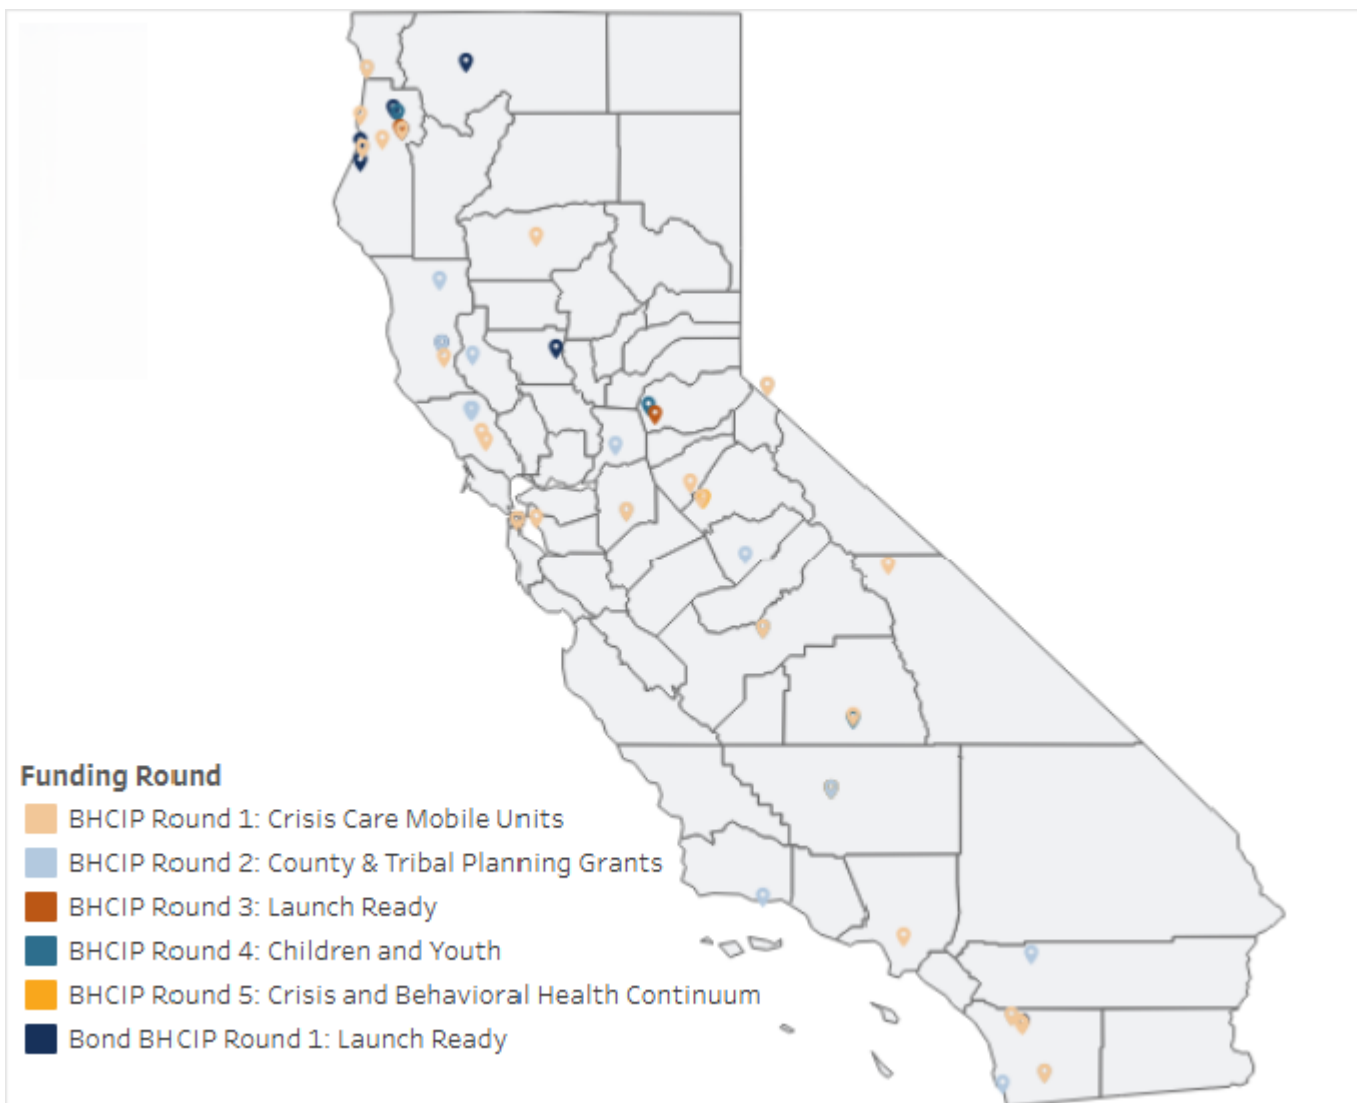 Funding Round
BHCIP Round 1: Crisis Care Mobile Units
BHCIP Round 2: County & Tribal Planning Grants
BHCIP Round 3: Launch Ready
BHCIP Round 4: Children and Youth
BHCIP Round 5: Crisis and Behavioral Health Continuum
Bond BHCIP Round 1: Launch Ready